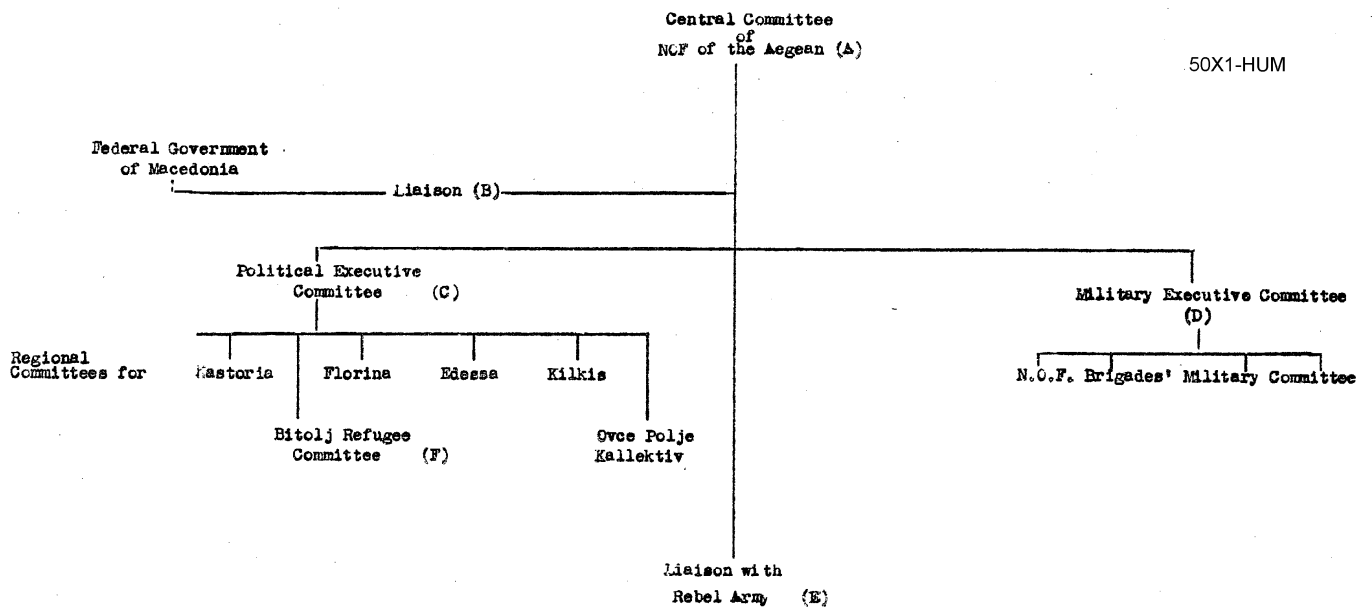 Central Committee
of
NOF of the Aegean (A)
50X1-HUM
Federal Government
of Macedonia
Liaison (B)
Political Executive
Committee (C)
Military Executive Committee
(D)
Regional
Committees for
Kastoria
Florina
Edessa
Kilkis
N.O.F. Brigades' Military Committee
Bitolj Refugee
Committee (F)
Ovce Polje
Kallektiv
Liaison with
Rebel Army (E)